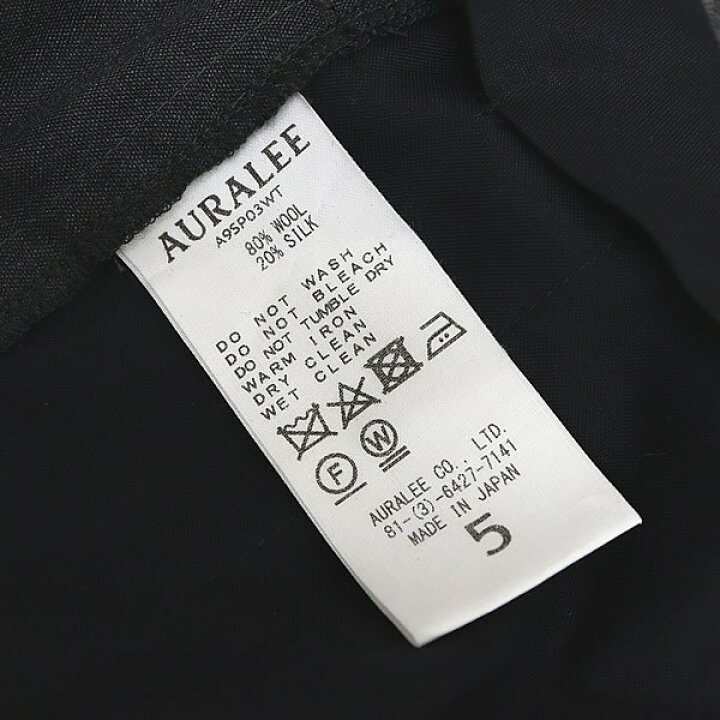 AURALEE
A9SP03WT
80% WOOL
20% SILK
DO NOT WASH
DO NOT BLEACH
DO NOT TUMBLE DRY
WARM IRON
DRY CLEAN
WET CLEAN
F W
AURALEE CO., LTD.
81-(3)-6427-7141
MADE IN JAPAN
5